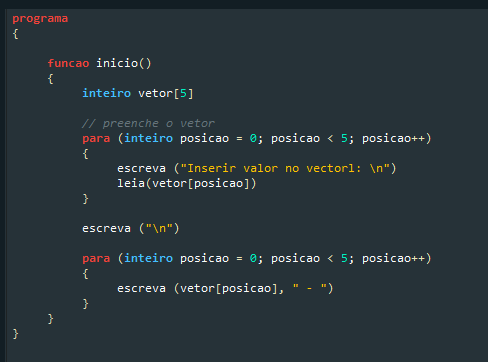 programa
{
funcao inicio()
{
inteiro vetor[5]
// preenche o vetor
para (inteiro posicao = 0; posicao < 5; posicao++)
{
escreva ("Inserir valor no vectorl: \n")
leia(vetor[posicao])
}
escreva ("\n")
para (inteiro posicao = 0; posicao < 5; posicao++)
{
escreva (vetor[posicao], " - ")
}
}
}